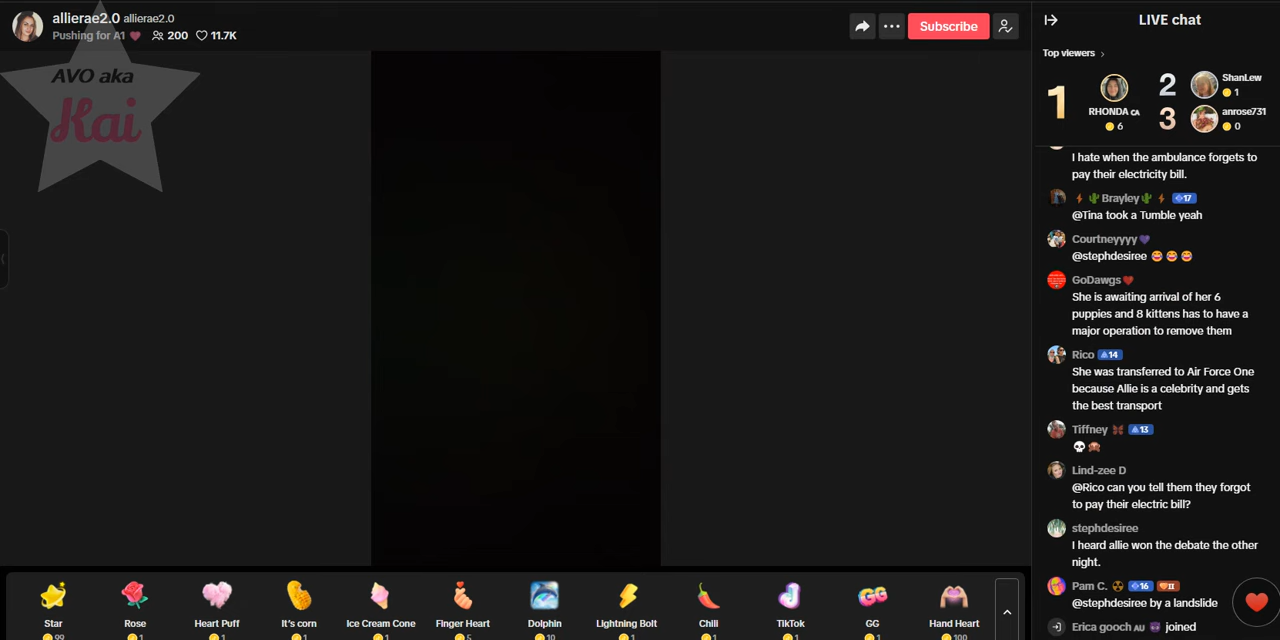 allierae2.0 allierae2.0
Pushing for A1 200 11.7K
Subscribe
AVO aka
Kai
LIVE chat
Top viewers
1
RHONDA CA
6
2
ShanLew
1
3
anrose731
0
I hate when the ambulance forgets to
pay their electricity bill.
Brayley 17
@Tina took a Tumble yeah
Courtneyyyy
@stephdesiree
GoDawgs
She is awaiting arrival of her 6
puppies and 8 kittens has to have a
major operation to remove them
Rico 14
She was transferred to Air Force One
because Allie is a celebrity and gets
the best transport
Tiffney 13
Lind-zee D
@Rico can you tell them they forgot
to pay their electric bill?
stephdesiree
I heard allie won the debate the other
night.
Pam C. 16 II
@stephdesiree by a landslide
Erica gooch AU joined
Star
99
Rose
1
Heart Puff
1
It's corn
1
Ice Cream Cone
1
Finger Heart
5
Dolphin
10
Lightning Bolt
1
Chili
1
TikTok
1
GG
GG
1
Hand Heart
100